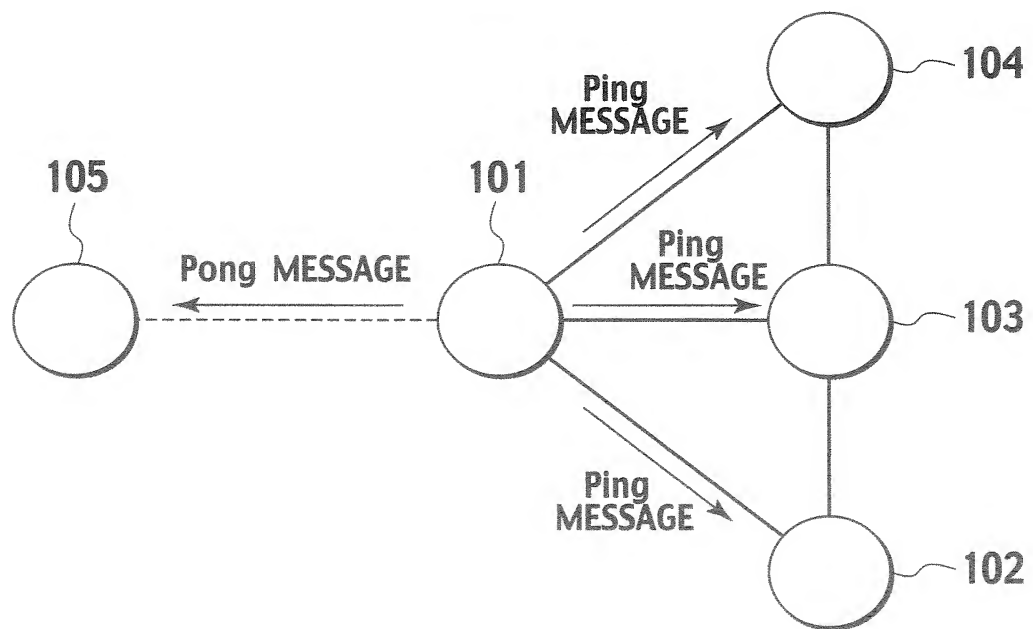 104
Ping
MESSAGE
105
101
Pong MESSAGE
Ping
MESSAGE
103
Ping
MESSAGE
102